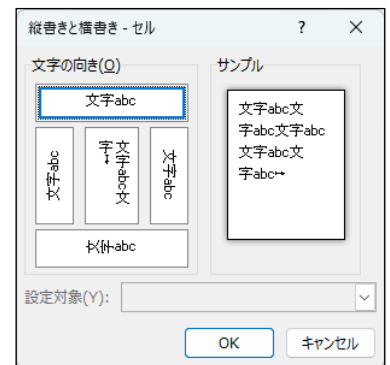 縦書きと横書き - セル ? ×
文字の向き(O)
文字abc
文字abc
文字abc文字→
文字abc
文字abc
サンプル
文字abc文
字abc文字abc
文字abc文
字abc→
設定対象(Y):
OK
キャンセル